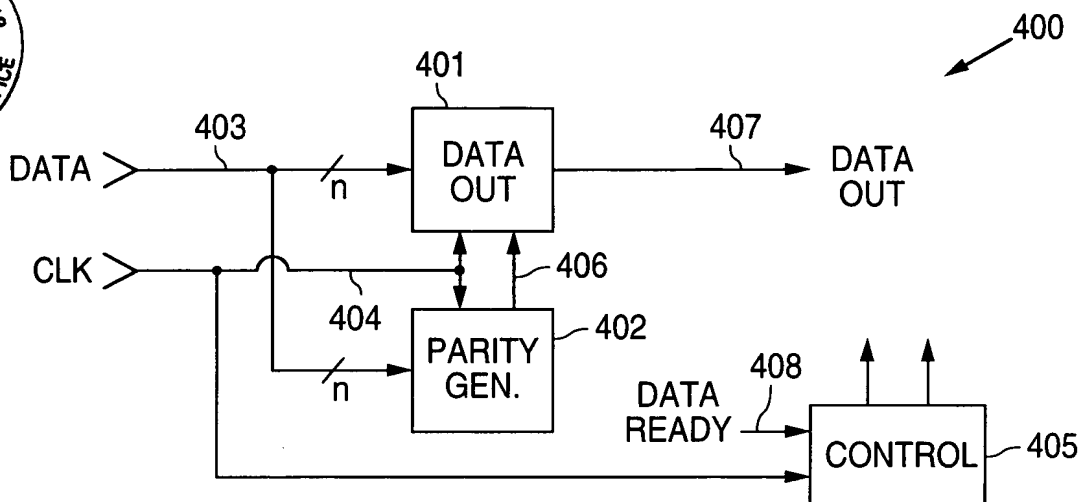 400
401
403
407
DATA
n
DATA
OUT
DATA
OUT
CLK
404
406
402
n
PARITY
GEN.
408
DATA
READY
CONTROL
405